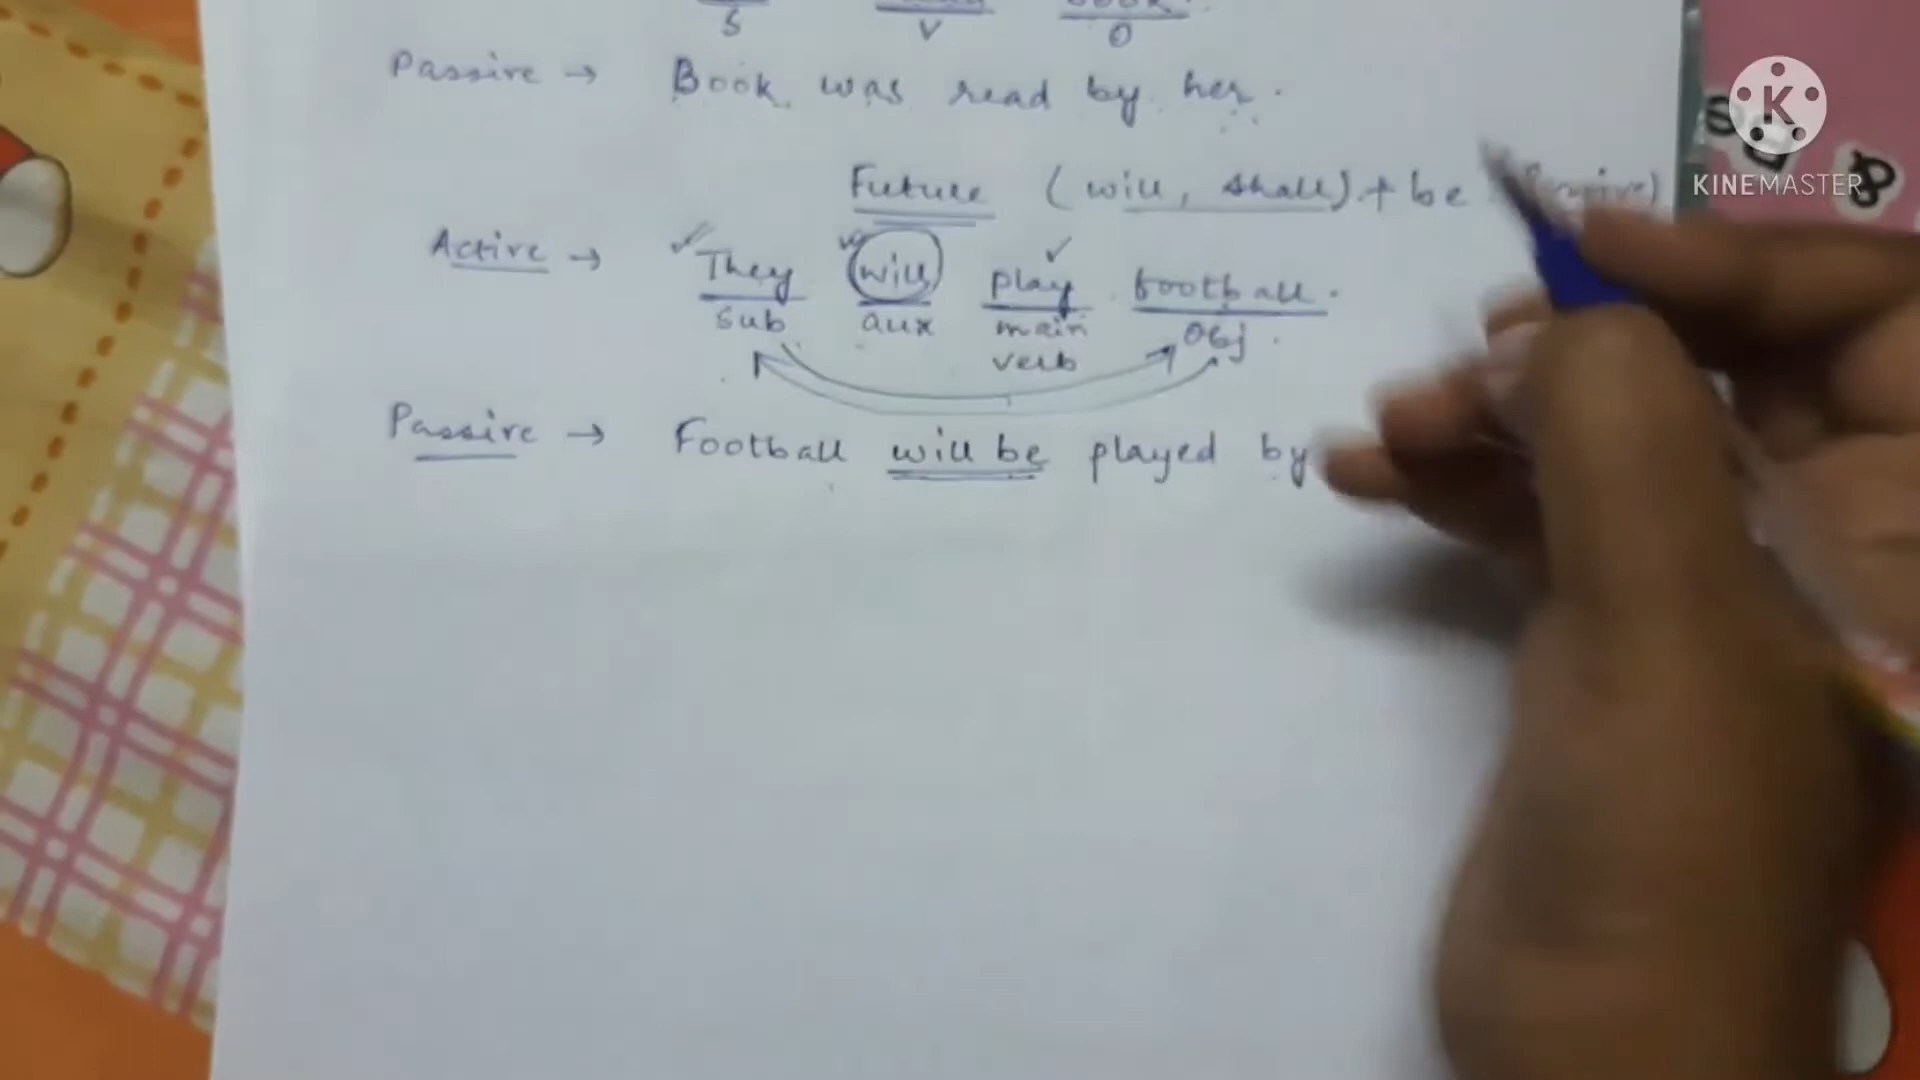 S V O
Passive → Book was read by her.
Future (will, shall) + be
Active → They will play football.
sub aux main obj.
verb
Passive → Football will be played by
KINEMASTER